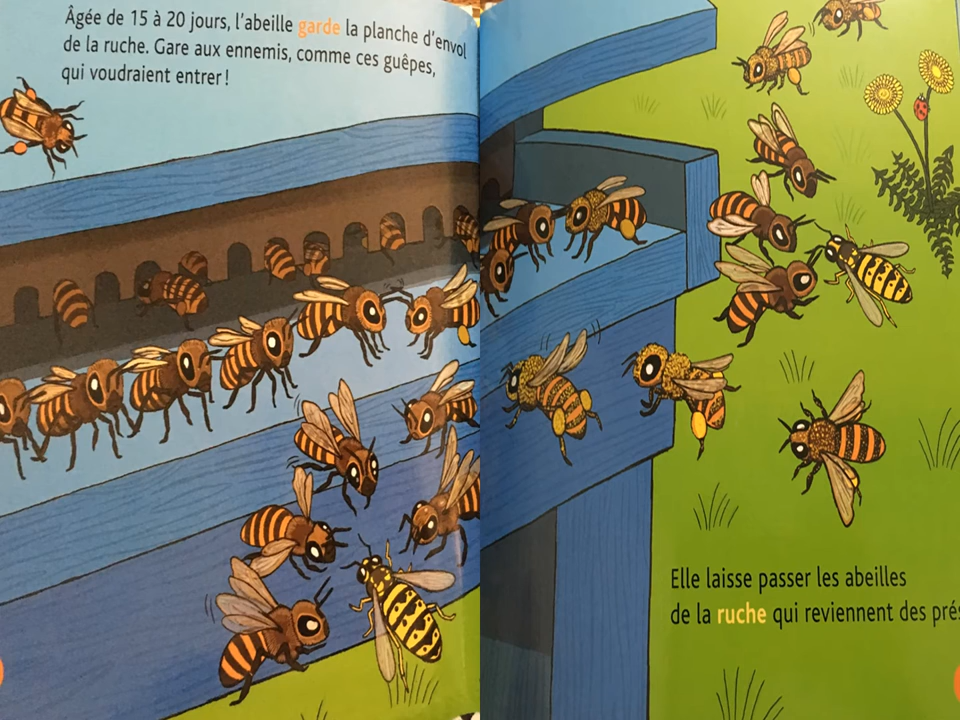 Âgée de 15 à 20 jours, l'abeille garde la planche d'envol
de la ruche. Gare aux ennemis, comme ces guêpes,
qui voudraient entrer !
Elle laisse passer les abeilles
de la ruche qui reviennent des prés